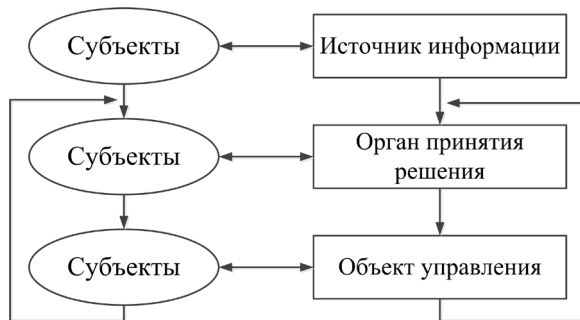 Субъекты
Источник информации
Субъекты
Орган принятия
решения
Субъекты
Объект управления